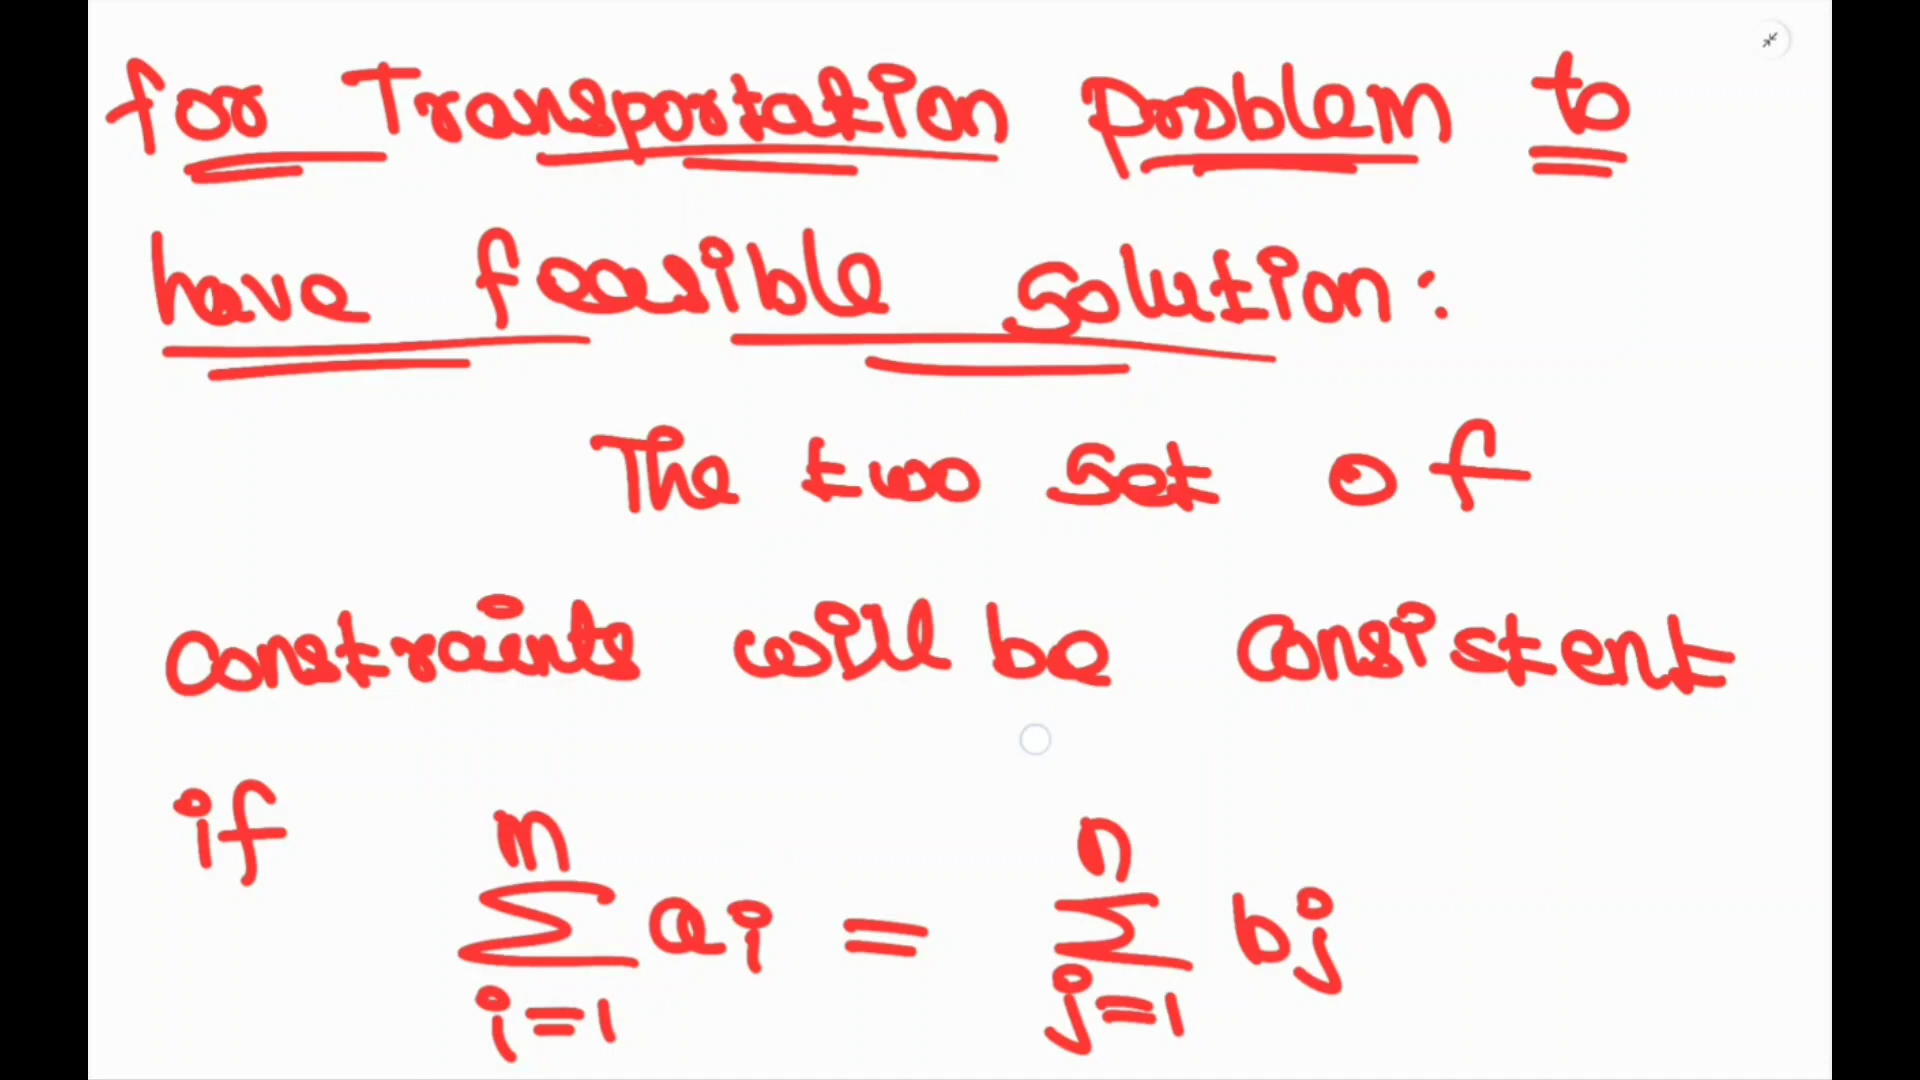 for Transportation problem to
have feasible solution:
The two set of
constraints will be consistent
if m∑i=1 ai = n∑j=1 bj